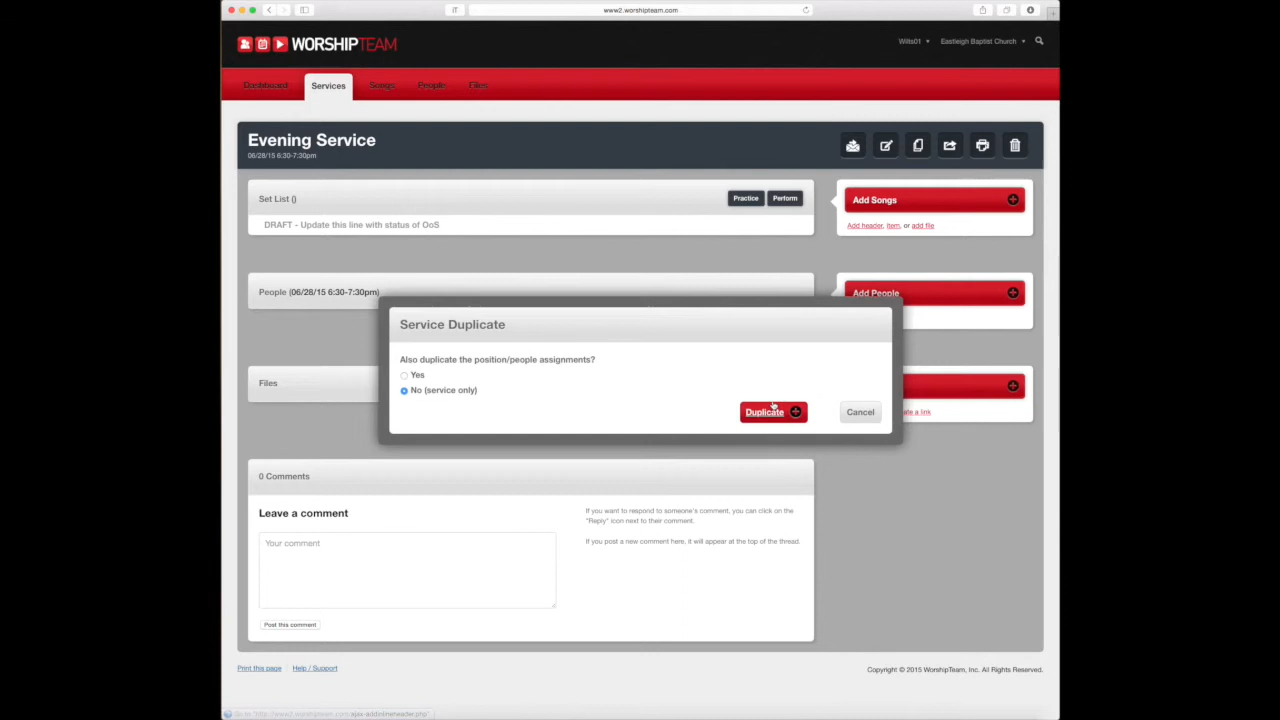 www2.worshipteam.com
WORSHIPTEAM
Wills01
Eastleigh Baptist Church
Dashboard
Services
Songs
People
Files
Evening Service
06/28/15 6:30-7:30pm
Set List ()
Practice
Perform
Add Songs
DRAFT - Update this line with status of OoS
Add header, item, or add file
People (06/28/15 6:30-7:30pm)
Add People
Service Duplicate
Also duplicate the position/people assignments?
Yes
No (service only)
Duplicate
Cancel
Files
a link
0 Comments
Leave a comment
Your comment
If you want to respond to someone's comment, you can click on the
"Reply" icon next to their comment.
If you post a new comment here, it will appear at the top of the thread.
Post this comment
Print this page
Help / Support
Copyright © 2015 WorshipTeam, Inc. All Rights Reserved.